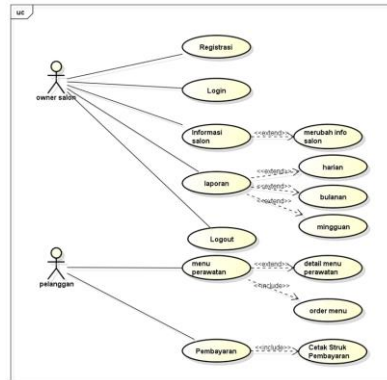 uc
Registrasi
owner salon
Login
Informasi
salon
<<extend>>
merubah info
salon
laporan
<<extend>>
harian
<<extend>>
bulanan
<<extend>>
mingguan
Logout
pelanggan
menu
perawatan
<<extend>>
detail menu
perawatan
<<include>>
order menu
Pembayaran
<<include>>
Cetak Struk
Pembayaran